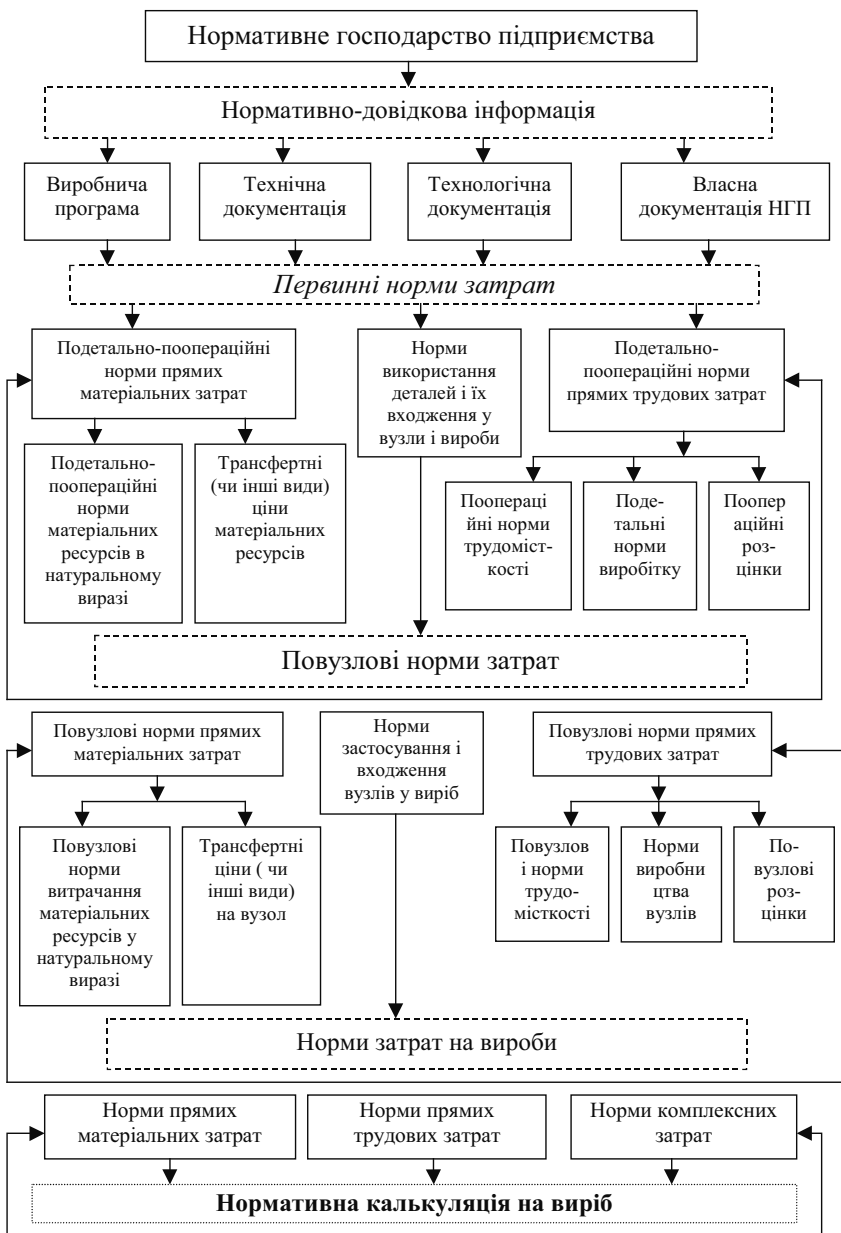 Нормативне господарство підприємства
Нормативно-довідкова інформація
Виробнича
програма
Технічна
документація
Технологічна
документація
Власна
документація НГП
Первинні норми затрат
Подетально-поопераційні
норми прямих
матеріальних затрат
Норми
використання
деталей і їх
входження у
вузли і вироби
Подетально-
поопераційні норми
прямих трудових затрат
Подетально-
поопераційні
норми
матеріальних
ресурсів в
натуральному
виразі
Трансфертні
(чи інші види)
ціни
матеріальних
ресурсів
Поопераці
йні норми
трудоміст-
кості
Поде-
тальні
норми
виробітку
Поопер
аційні
роз-
цінки
Повузлові норми затрат
Повузлові норми прямих
матеріальних затрат
Норми
застосування і
входження
вузлів у виріб
Повузлові норми прямих
трудових затрат
Повузлові
норми
витрачання
матеріальних
ресурсів у
натуральному
виразі
Трансфертні
ціни ( чи
інші види)
на вузол
Повузлов
і норми
трудо-
місткості
Норми
виробни
цтва
вузлів
По-
вузлові
роз-
цінки
Норми затрат на вироби
Норми прямих
матеріальних затрат
Норми прямих
трудових затрат
Норми комплексних
затрат
Нормативна калькуляція на виріб